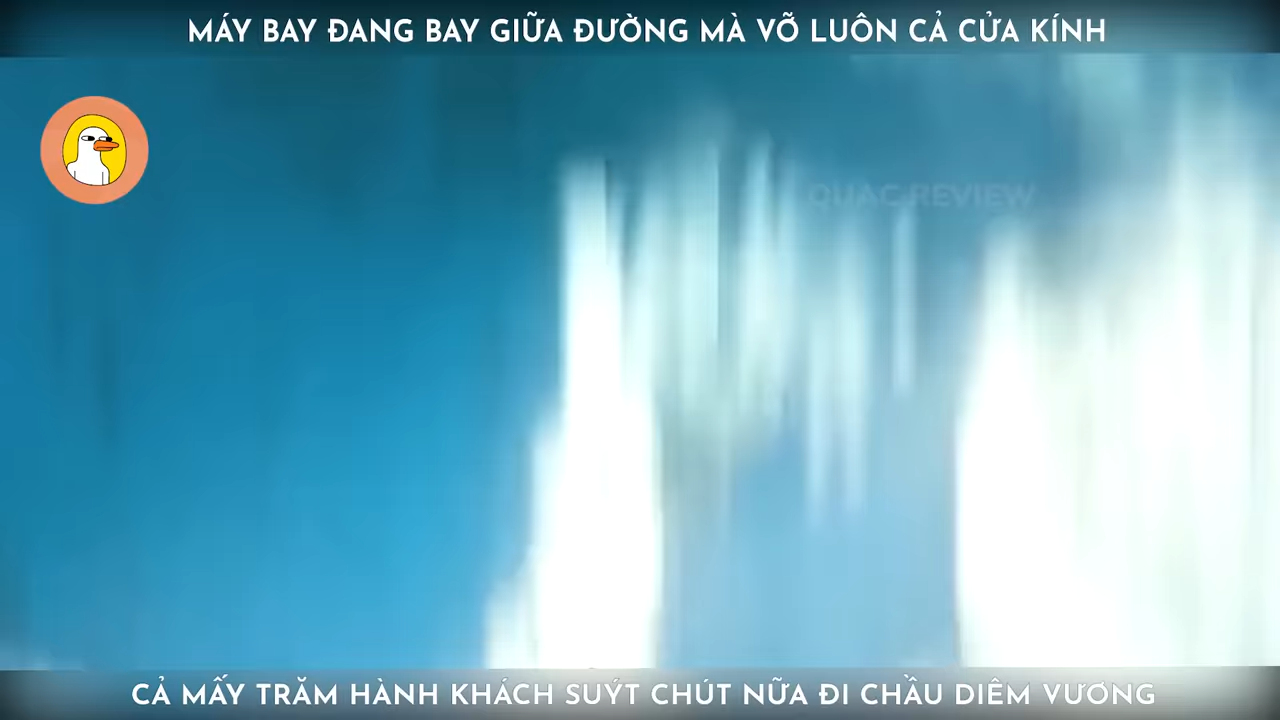 MÁY BAY ĐANG BAY GIỮA ĐƯỜNG MÀ VỠ LUÔN CẢ CỬA KÍNH
QUAC REVIEW
CẢ MẤY TRĂM HÀNH KHÁCH SUÝT CHÚT NỮA ĐI CHẦU DIÊM VƯƠNG